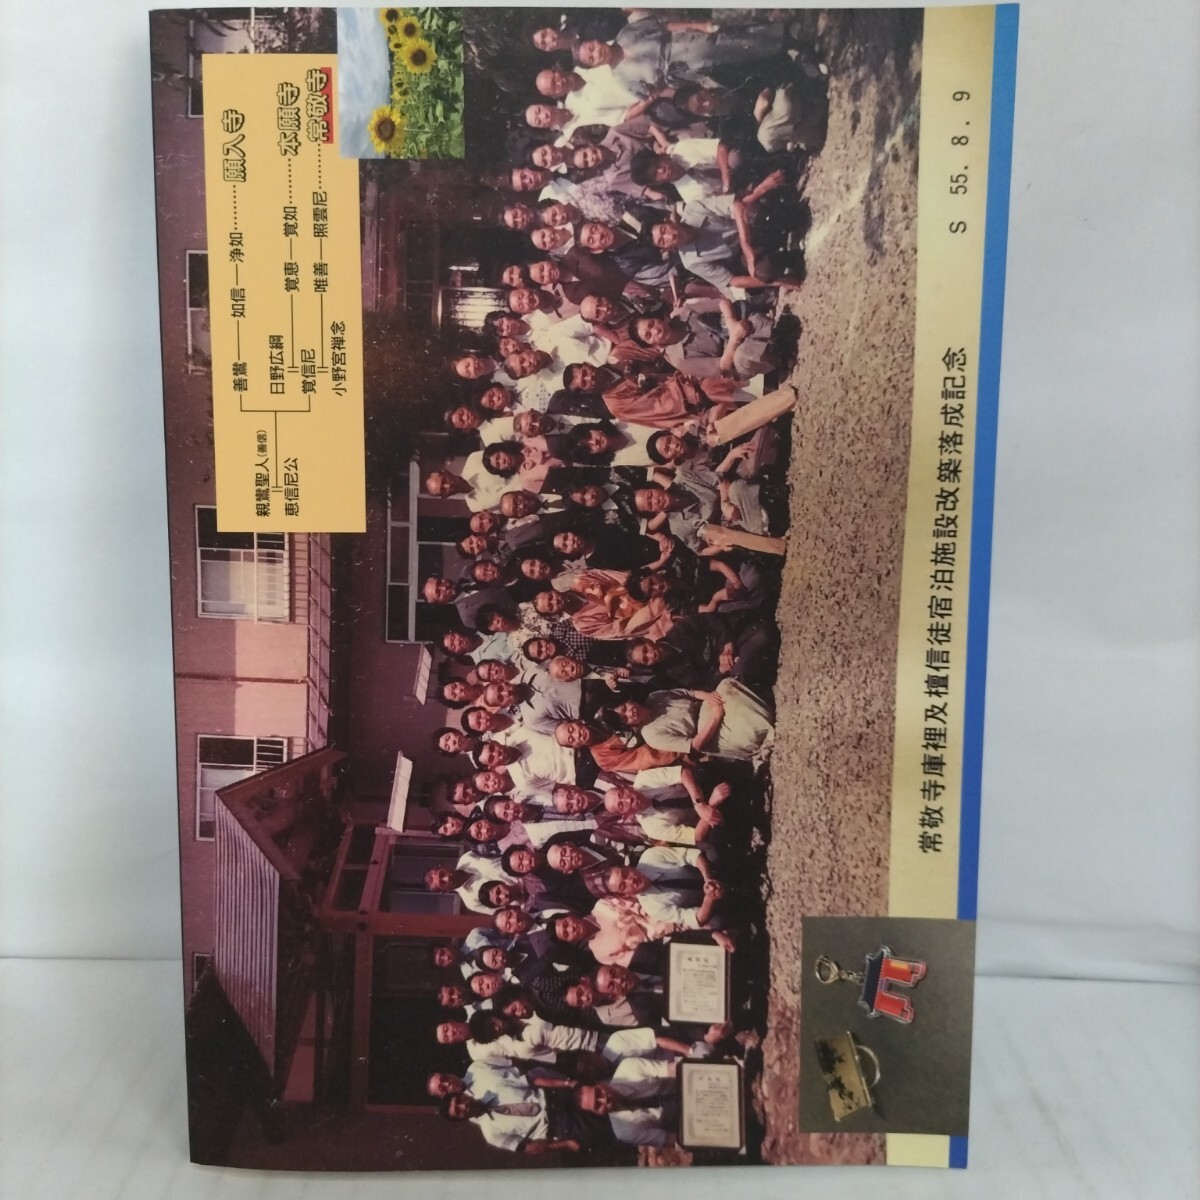 善鸞──如信──浄如………願入寺
親鸞聖人(善信)
恵信尼公
日野広綱
覚恵──覚如………本願寺
覚信尼
唯善──照雲尼………常敬寺
小野宮禅念
常敬寺庫裡及檀信徒宿泊施設改築落成記念
S 55. 8. 9